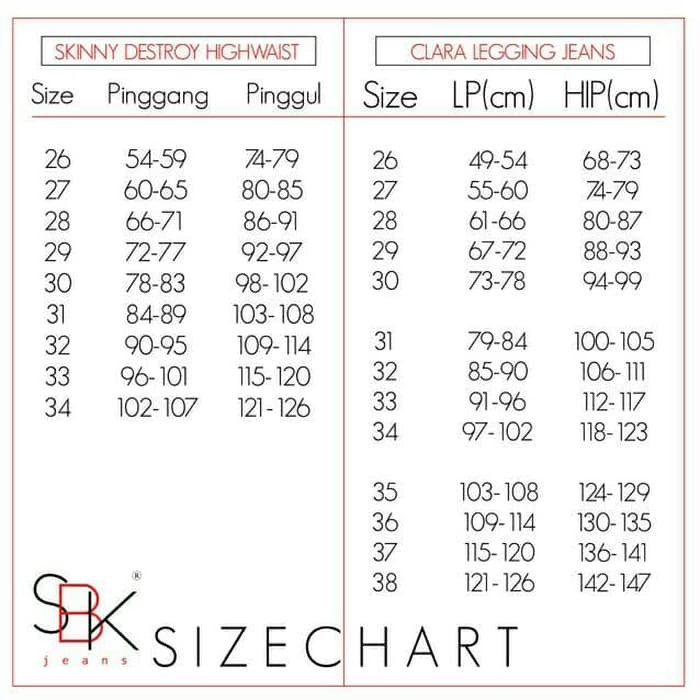 SKINNY DESTROY HIGHWAIST
Size Pinggang Pinggul
26 54-59 74-79
27 60-65 80-85
28 66-71 86-91
29 72-77 92-97
30 78-83 98-102
31 84-89 103-108
32 90-95 109-114
33 96-101 115-120
34 102-107 121-126
CLARA LEGGING JEANS
Size LP(cm) HIP(cm)
26 49-54 68-73
27 55-60 74-79
28 61-66 80-87
29 67-72 88-93
30 73-78 94-99
31 79-84 100-105
32 85-90 106-111
33 91-96 112-117
34 97-102 118-123
35 103-108 124-129
36 109-114 130-135
37 115-120 136-141
38 121-126 142-147
SBK®
jeans
SIZECHART